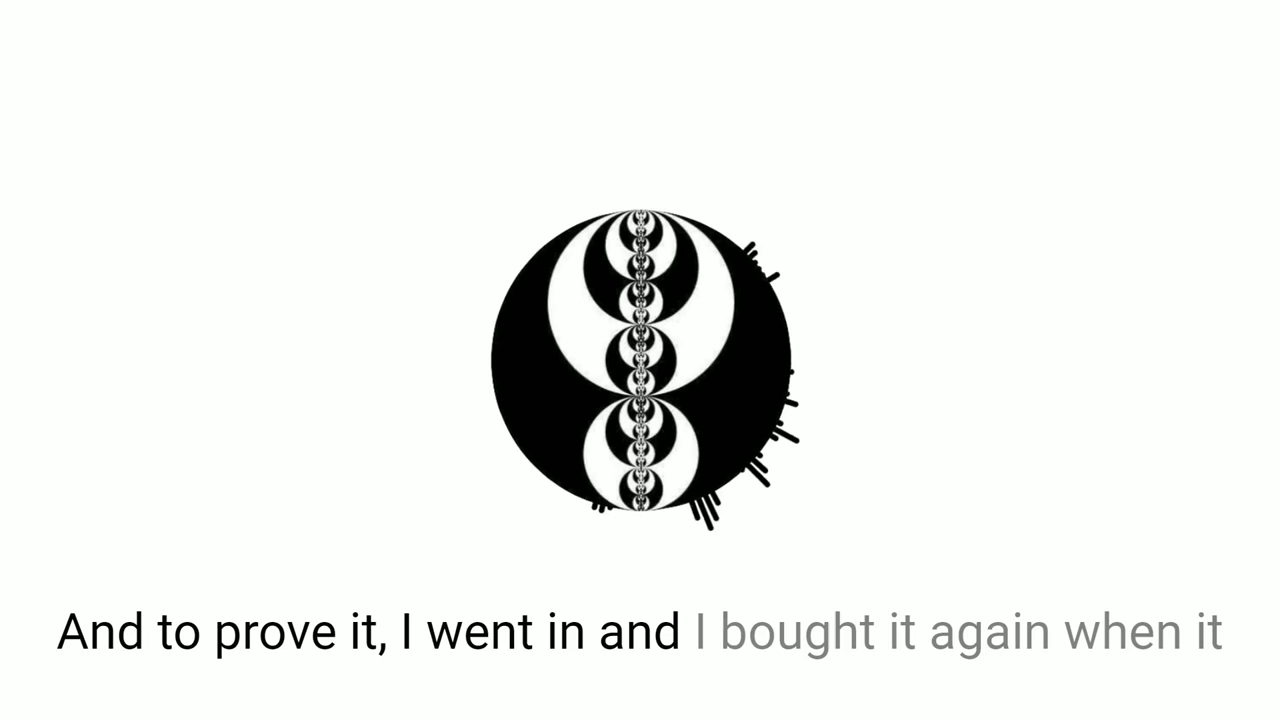 And to prove it, I went in and I bought it again when it